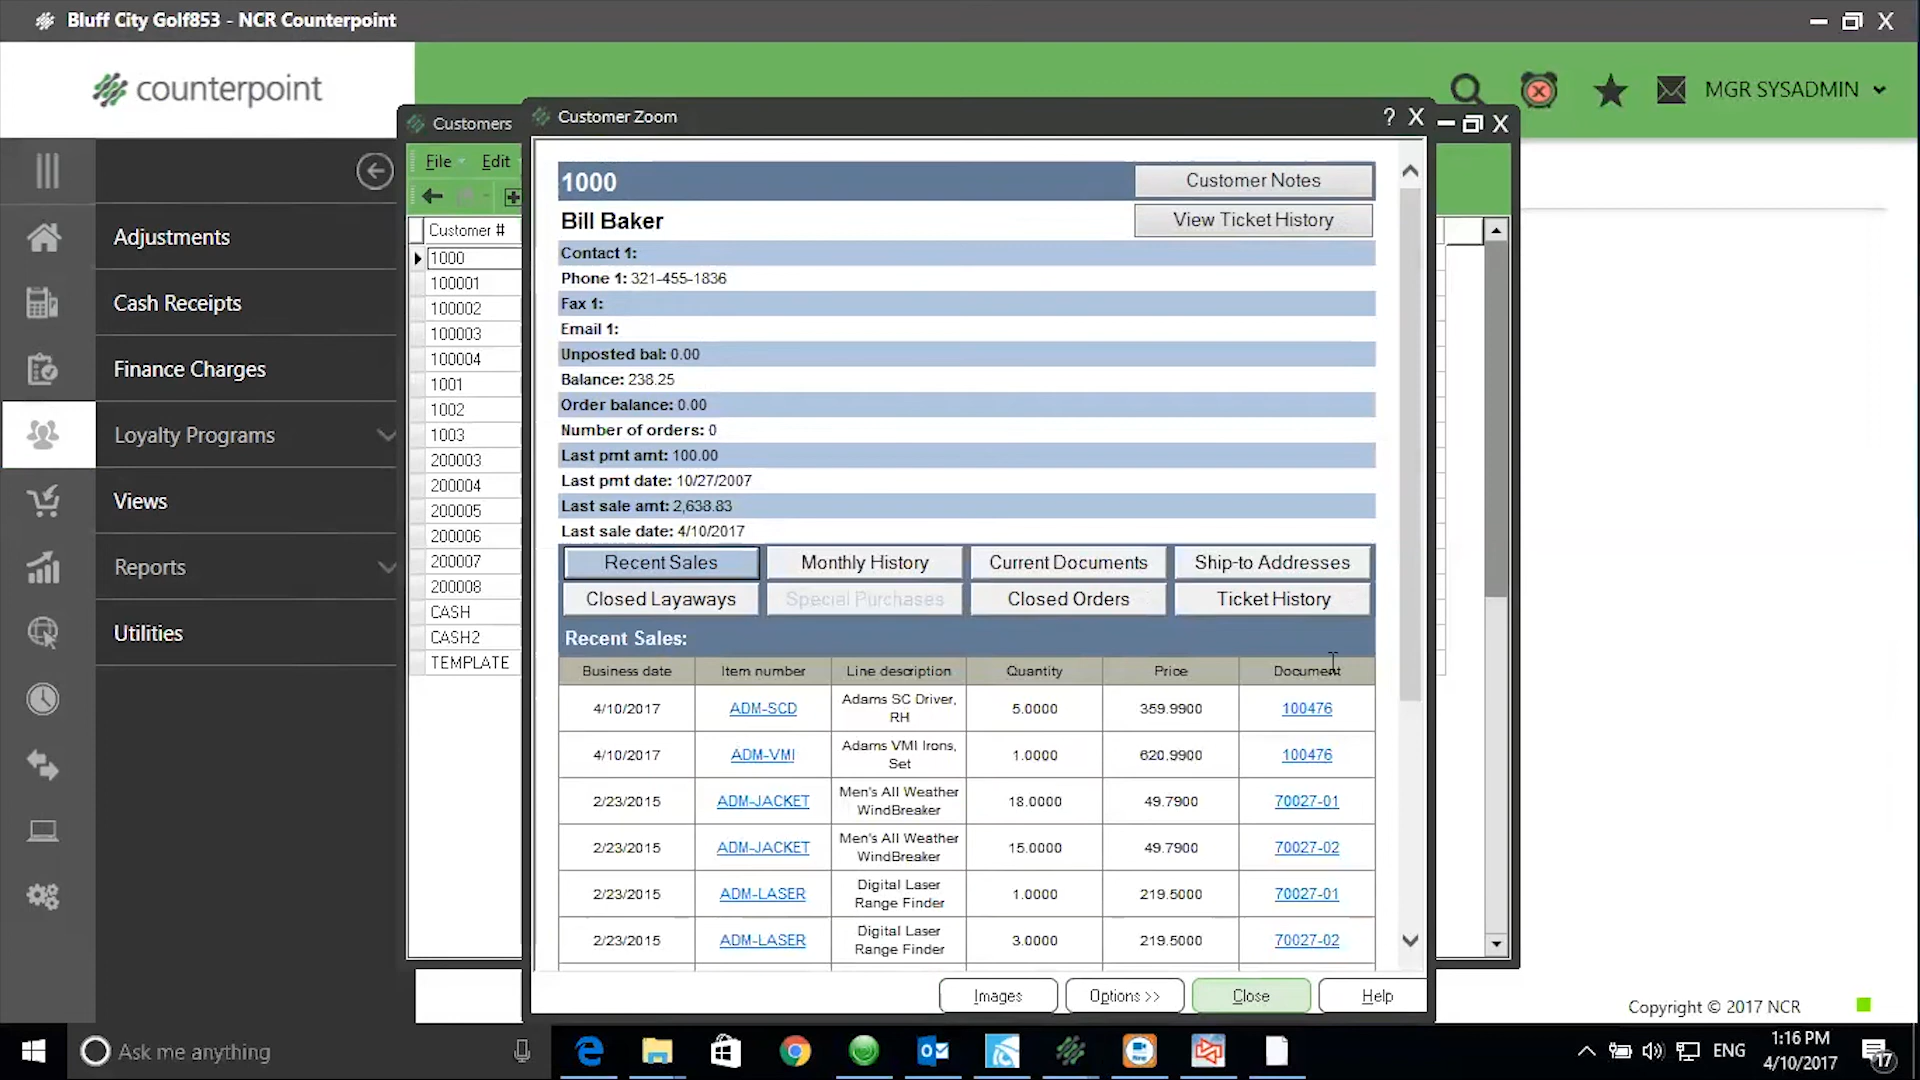 Bluff City Golf853 - NCR Counterpoint
counterpoint
MGR SYSADMIN
Customers
Customer Zoom
? X
File Edit
Adjustments
Cash Receipts
Finance Charges
Loyalty Programs
Views
Reports
Utilities
Customer #
1000
100001
100002
100003
100004
1001
1002
1003
200003
200004
200005
200006
200007
200008
CASH
CASH2
TEMPLATE
1000 Customer Notes
Bill Baker View Ticket History
Contact 1:
Phone 1: 321-455-1836
Fax 1:
Email 1:
Unposted bal: 0.00
Balance: 238.25
Order balance: 0.00
Number of orders: 0
Last pmt amt: 100.00
Last pmt date: 10/27/2007
Last sale amt: 2,638.83
Last sale date: 4/10/2017
Recent Sales Monthly History Current Documents Ship-to Addresses
Closed Layaways Special Purchases Closed Orders Ticket History
Recent Sales:
Business date Item number Line description Quantity Price Document
4/10/2017 ADM-SCD Adams SC Driver, RH 5.0000 359.9900 100476
4/10/2017 ADM-VMI Adams VMI Irons, Set 1.0000 620.9900 100476
2/23/2015 ADM-JACKET Men's All Weather WindBreaker 18.0000 49.7900 70027-01
2/23/2015 ADM-JACKET Men's All Weather WindBreaker 15.0000 49.7900 70027-02
2/23/2015 ADM-LASER Digital Laser Range Finder 1.0000 219.5000 70027-01
2/23/2015 ADM-LASER Digital Laser Range Finder 3.0000 219.5000 70027-02
Images Options >> Close Help
Copyright © 2017 NCR
Ask me anything
ENG
1:16 PM
4/10/2017
17